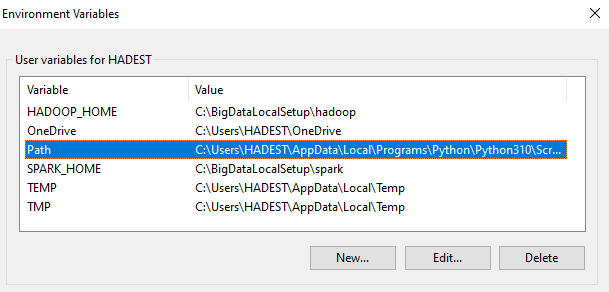 Environment Variables
User variables for HADEST
Variable Value
HADOOP_HOME C:\BigDataLocalSetup\hadoop
OneDrive C:\Users\HADEST\OneDrive
Path C:\Users\HADEST\AppData\Local\Programs\Python\Python310\Scr...
SPARK_HOME C:\BigDataLocalSetup\spark
TEMP C:\Users\HADEST\AppData\Local\Temp
TMP C:\Users\HADEST\AppData\Local\Temp
New... Edit... Delete